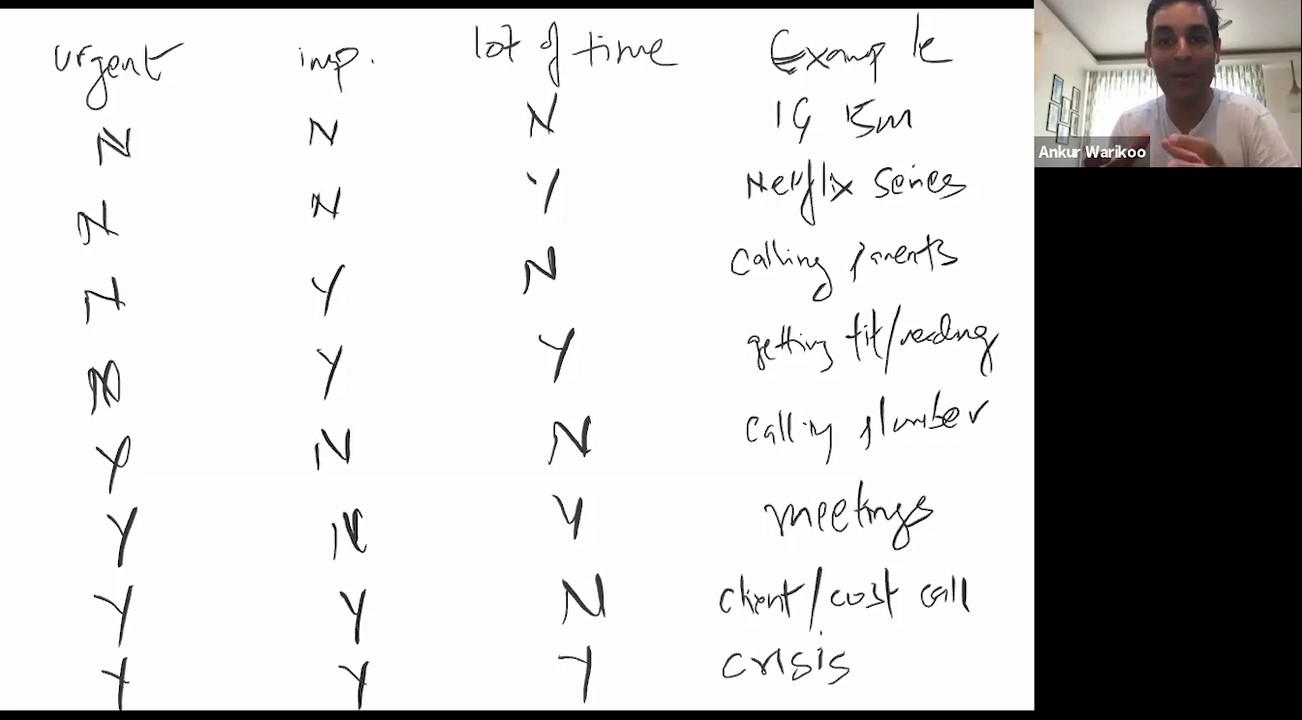 urgent imp. lot of time Example
N N N IG 15m
N N Y Netflix series
N Y N Calling parents
N Y Y getting fit/reading
Y N N Calling plumber
Y N Y meetings
Y Y N client/cust call
Y Y Y crisis
Ankur Warikoo